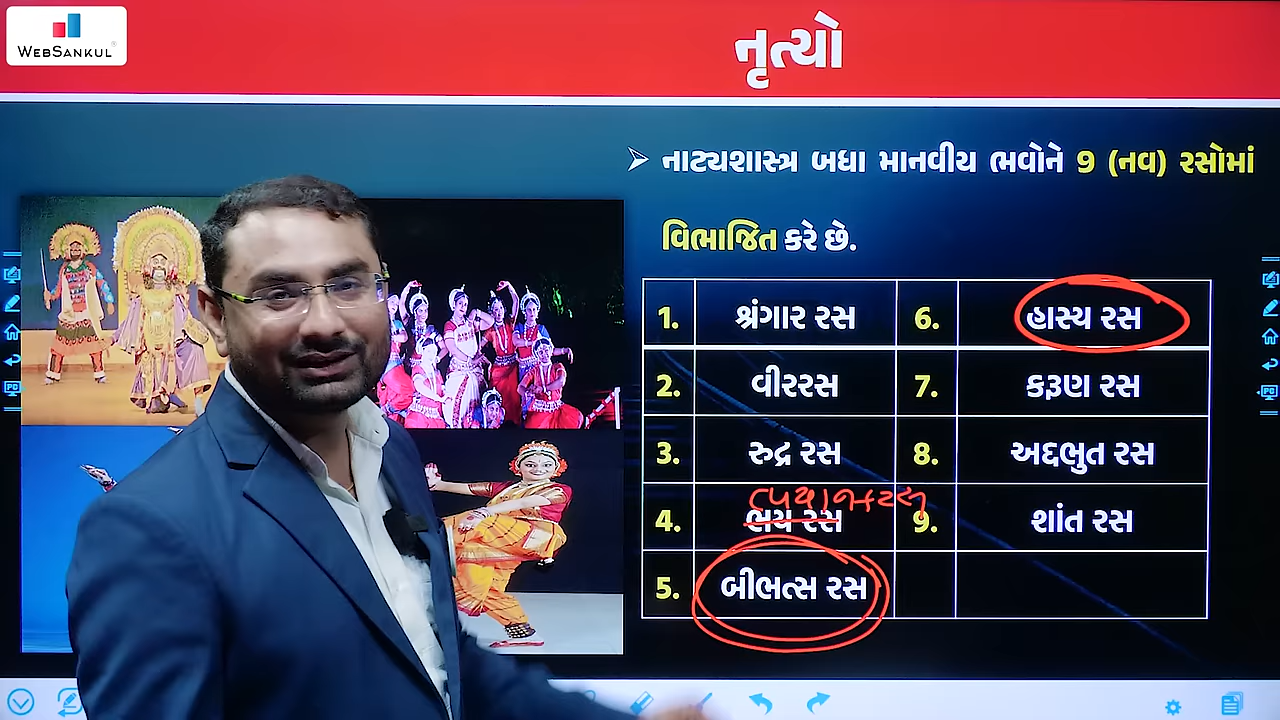 WEBSANKUL
નૃત્યો
નાટ્યશાસ્ત્ર બધા માનવીય ભવોને 9 (નવ) રસોમાં
વિભાજિત કરે છે.
1. શ્રંગાર રસ 6. હાસ્ય રસ
2. વીરરસ 7. કરૂણ રસ
3. રુદ્ર રસ 8. અદ્દભુત રસ
4. ભય રસ 9. શાંત રસ
5. બીભત્સ રસ